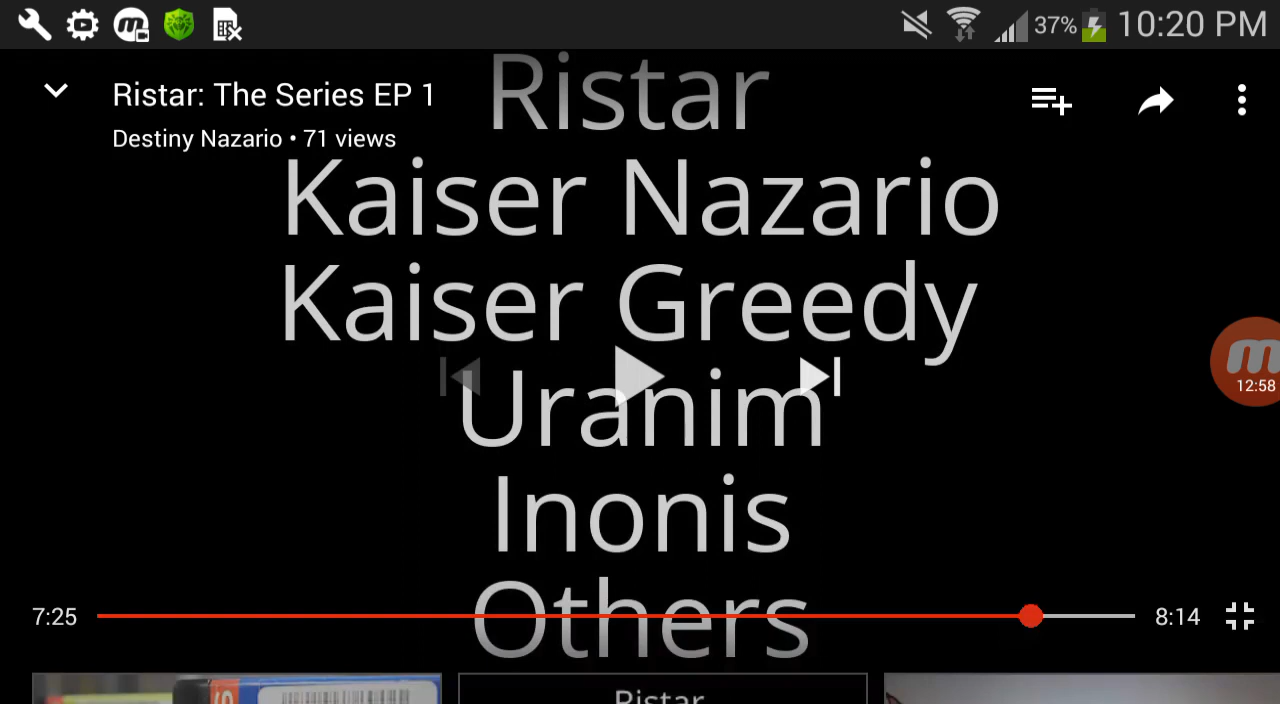 37% 10:20 PM
Ristar: The Series EP 1
Destiny Nazario • 71 views
Ristar
Kaiser Nazario
Kaiser Greedy
Uranim
Inonis
Others
m
12:58
7:25
8:14
Ristar